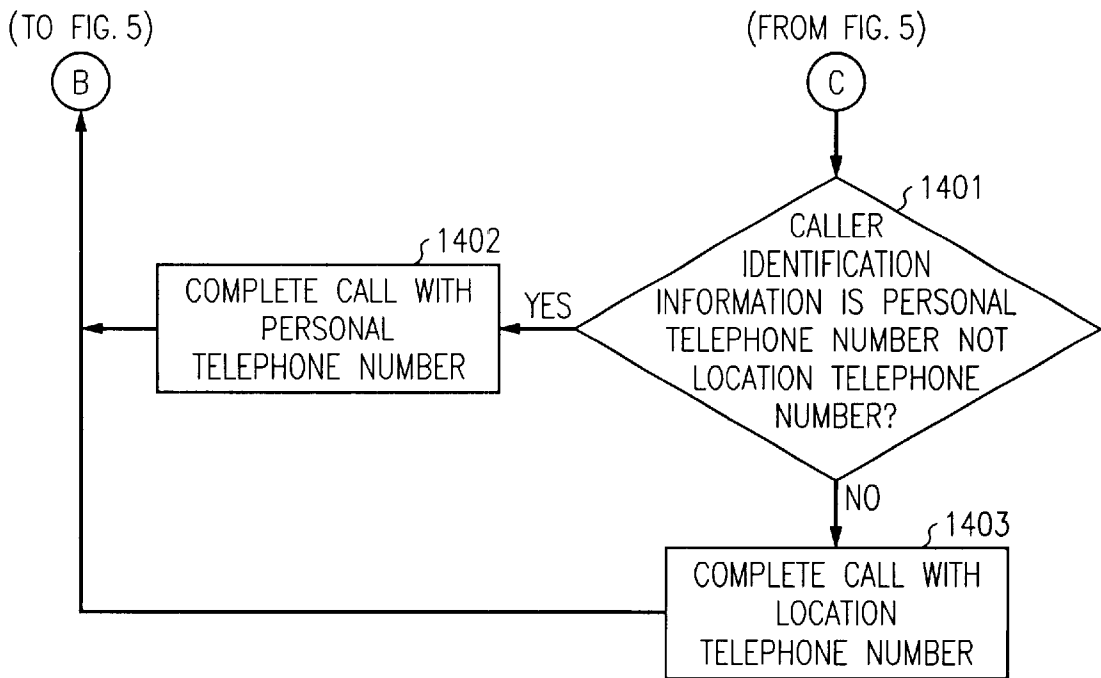 (TO FIG. 5)
(FROM FIG. 5)
B
C
1401
CALLER
IDENTIFICATION
INFORMATION IS PERSONAL
TELEPHONE NUMBER NOT
LOCATION TELEPHONE
NUMBER?
1402
COMPLETE CALL WITH
PERSONAL
TELEPHONE NUMBER
YES
NO
1403
COMPLETE CALL WITH
LOCATION
TELEPHONE NUMBER